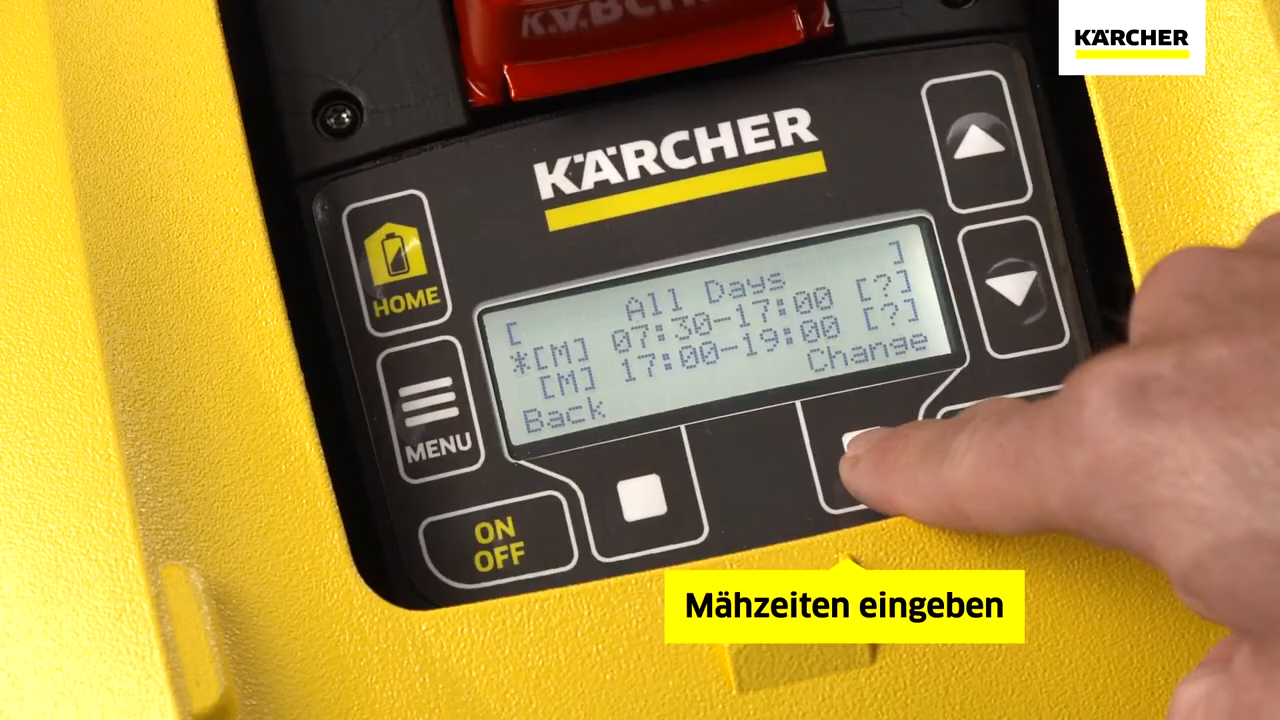 KÄRCHER
KÄRCHER
KÄRCHER
HOME
MENU
ON
OFF
[ All Days ]
*[M] 07:30-17:00 [?]
[M] 17:00-19:00 [?]
Back Change
Mähzeiten eingeben